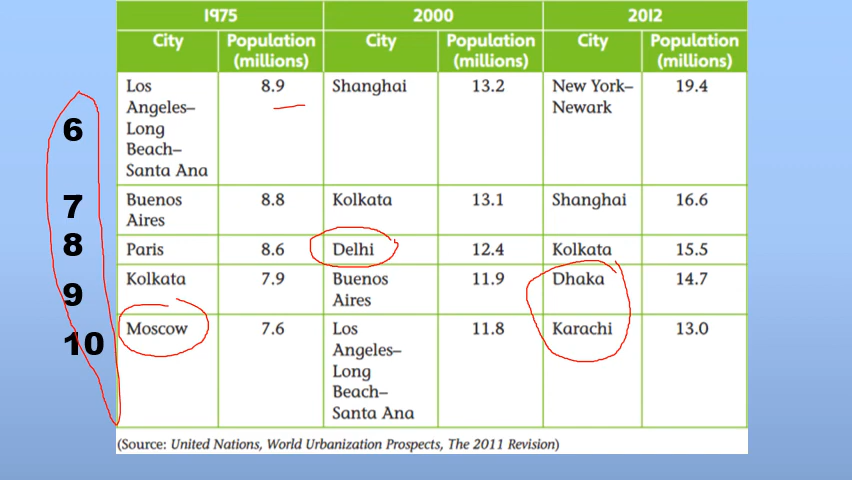 1975 2000 2012
City Population (millions) City Population (millions) City Population (millions)
6 Los Angeles–Long Beach–Santa Ana 8.9 Shanghai 13.2 New York–Newark 19.4
7 Buenos Aires 8.8 Kolkata 13.1 Shanghai 16.6
8 Paris 8.6 Delhi 12.4 Kolkata 15.5
9 Kolkata 7.9 Buenos Aires 11.9 Dhaka 14.7
10 Moscow 7.6 Los Angeles–Long Beach–Santa Ana 11.8 Karachi 13.0
(Source: United Nations, World Urbanization Prospects, The 2011 Revision)